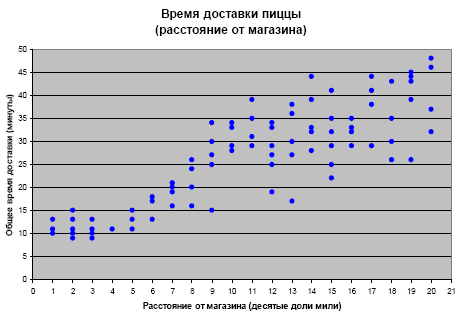 Время доставки пиццы
(расстояние от магазина)
Общее время доставки (минуты)
50
45
40
35
30
25
20
15
10
5
0
0 1 2 3 4 5 6 7 8 9 10 11 12 13 14 15 16 17 18 19 20 21
Расстояние от магазина (десятые доли мили)